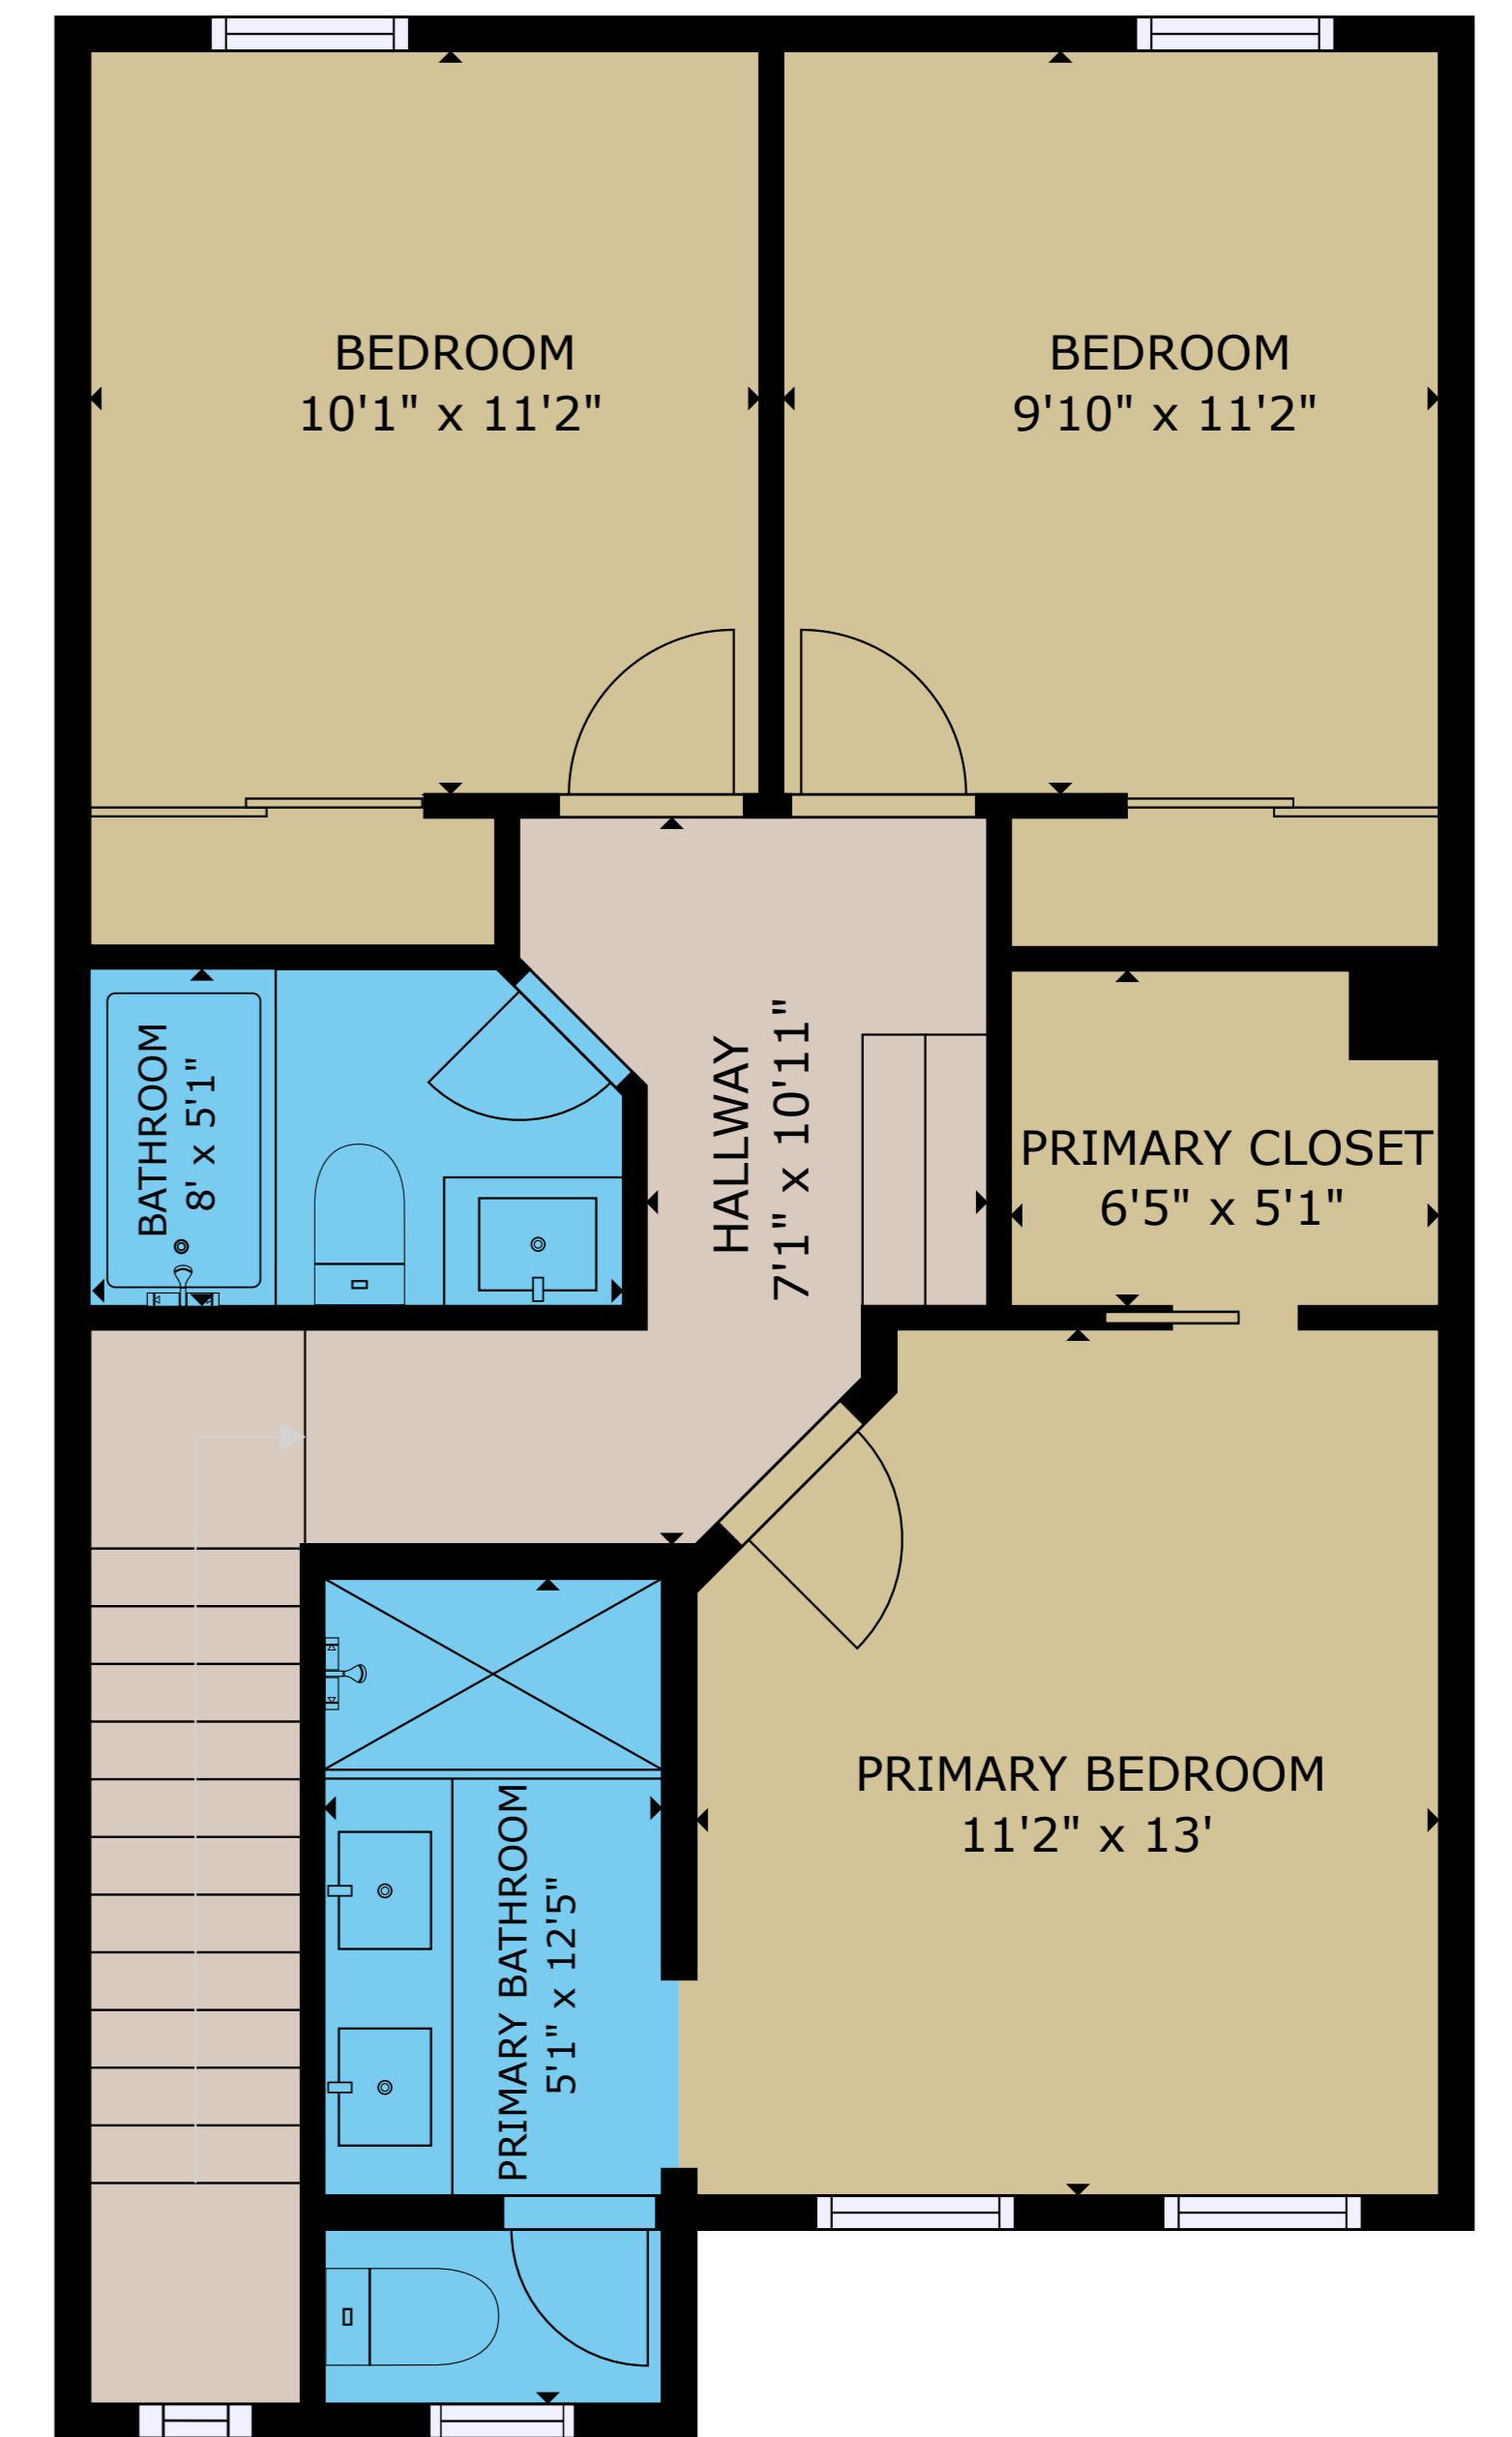 BEDROOM
10'1" x 11'2"
BEDROOM
9'10" x 11'2"
BATHROOM
8' x 5'1"
HALLWAY
7'1" x 10'11"
PRIMARY CLOSET
6'5" x 5'1"
PRIMARY BEDROOM
11'2" x 13'
PRIMARY BATHROOM
5'1" x 12'5"